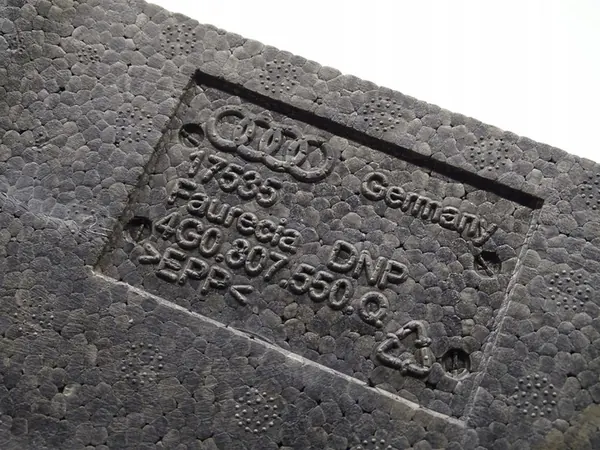 Germany
17535
Faurecia DNP
4G0.807.550.Q
>EPP<